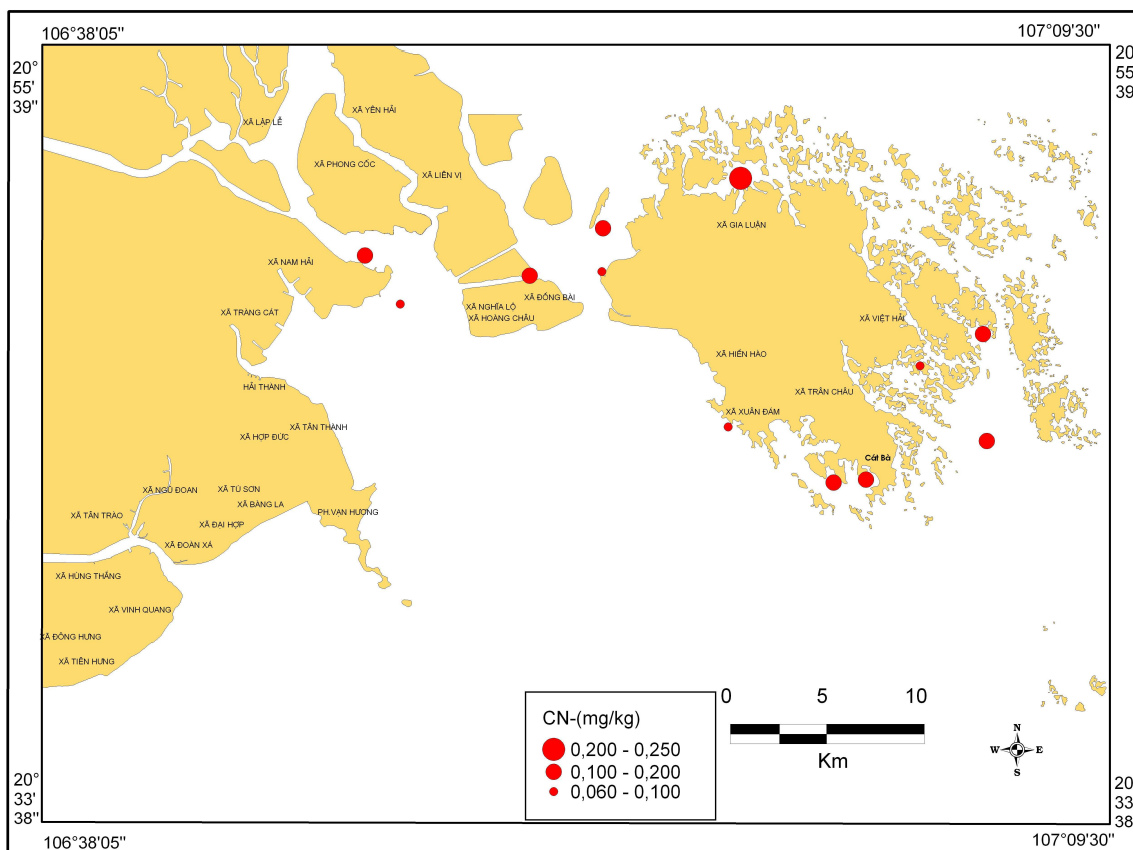 106°38'05"
107°09'30"
20°
55'
39"
20
55
39
XÃ YÊN HẢI
XÃ LẬP LỄ
XÃ PHONG CỐC
XÃ LIÊN VỊ
XÃ GIA LUẬN
XÃ NAM HẢI
XÃ ĐỒNG BÀI
XÃ NGHĨA LỘ
XÃ TRÀNG CÁT
XÃ HOÀNG CHÂU
XÃ VIỆT HẢI
XÃ HIỀN HÀO
HẢI THÀNH
XÃ TRÂN CHÂU
XÃ XUÂN ĐÁM
XÃ TÂN THÀNH
XÃ HỢP ĐỨC
Cát Bà
XÃ NGŨ ĐOAN
XÃ TÚ SƠN
XÃ BÀNG LA
XÃ TÂN TRÀO
PH.VẠN HƯƠNG
XÃ ĐẠI HỢP
XÃ ĐOÀN XÁ
XÃ HÙNG THẮNG
XÃ VINH QUANG
XÃ ĐÔNG HƯNG
XÃ TIÊN HƯNG
CN-(mg/kg)
0,200 - 0,250
0,100 - 0,200
0,060 - 0,100
0 5 10
Km
N
W E
S
20°
33'
38"
20
33
38
106°38'05"
107°09'30"